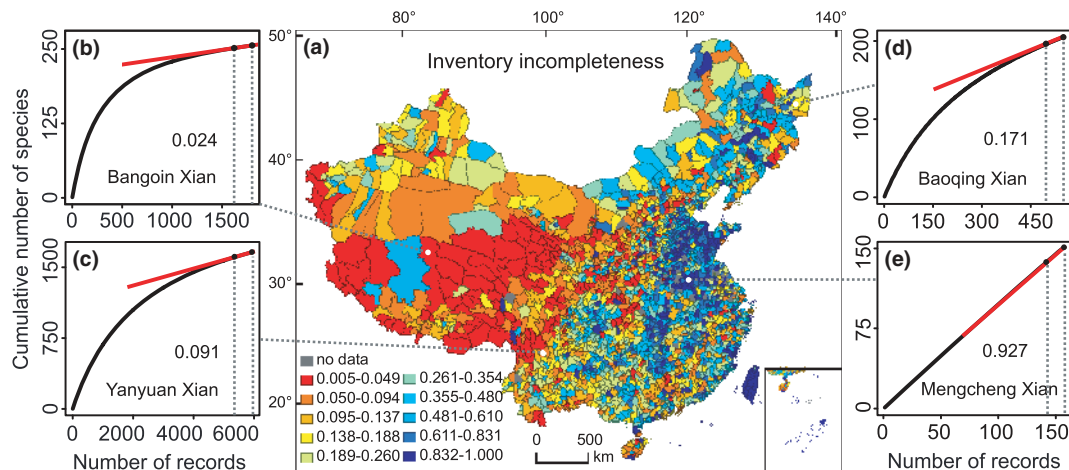 80° 100° 120° 140°
50°
40°
30°
20°
(a)
Inventory incompleteness
no data
0.005-0.049
0.050-0.094
0.095-0.137
0.138-0.188
0.189-0.260
0.261-0.354
0.355-0.480
0.481-0.610
0.611-0.831
0.832-1.000
0 500
km
Cumulative number of species
(b)
250
125
0
0.024
Bangoin Xian
0 500 1000 1500
(c)
1500
750
0
0.091
Yanyuan Xian
0 2000 4000 6000
Number of records
(d)
200
100
0
0.171
Baoqing Xian
0 150 300 450
(e)
150
75
0
0.927
Mengcheng Xian
0 50 100 150
Number of records